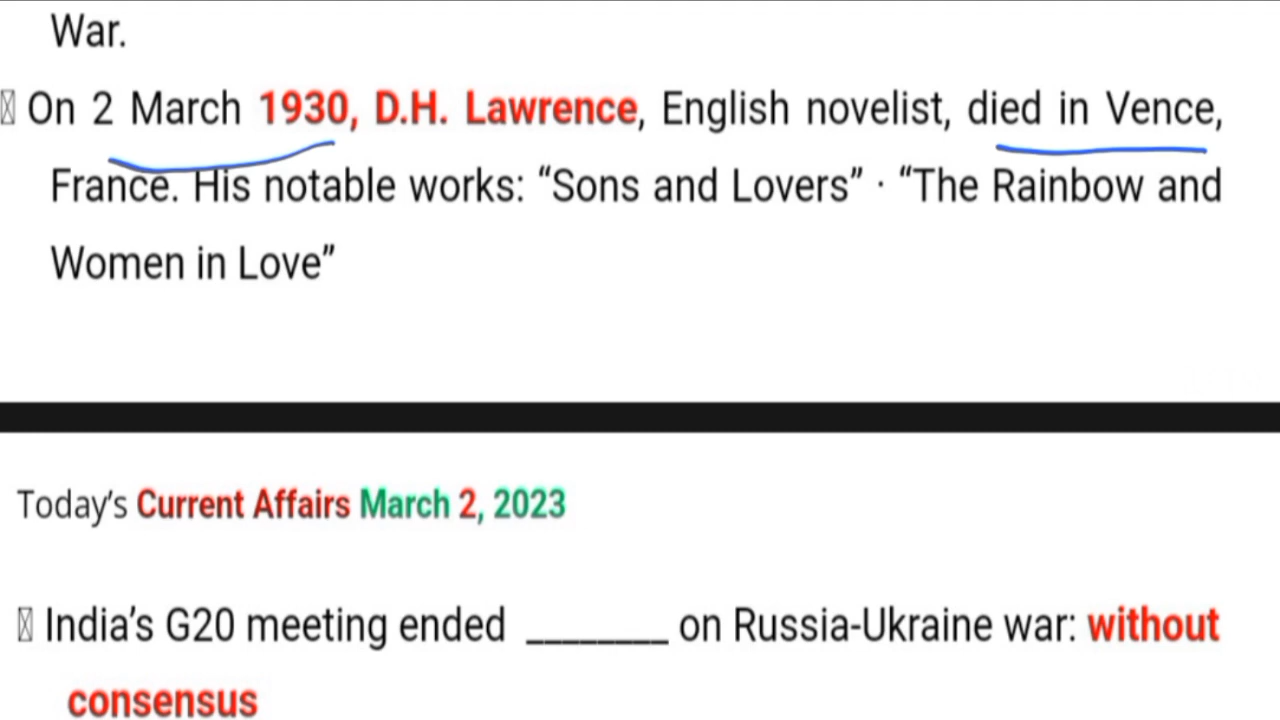 War.
On 2 March 1930, D.H. Lawrence, English novelist, died in Vence,
France. His notable works: “Sons and Lovers” · “The Rainbow and
Women in Love”
Today’s Current Affairs March 2, 2023
India’s G20 meeting ended ________ on Russia-Ukraine war: without
consensus